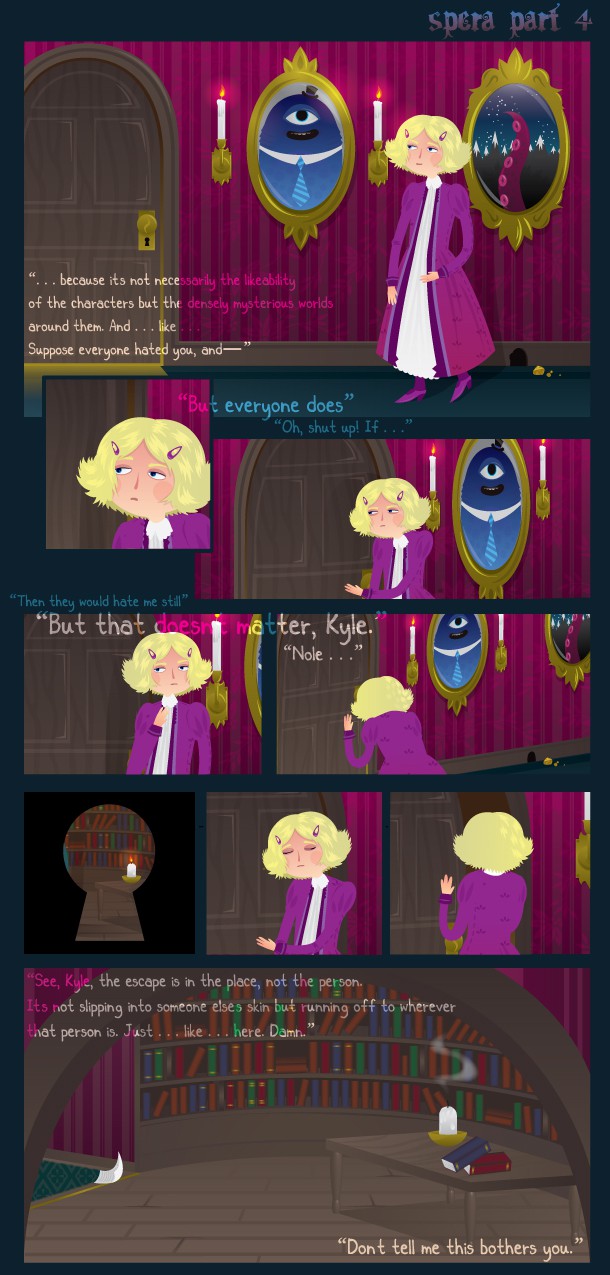 spera part 4
“. . . because its not necessarily the likeability
of the characters but the densely mysterious worlds
around them. And . . . like . . .
Suppose everyone hated you, and—”
“But everyone does”
“Oh, shut up! If . . .”
“Then they would hate me still”
“But that doesn't matter, Kyle.”
“Nole . . .”
“See, Kyle, the escape is in the place, not the person.
Its not slipping into someone elses skin but running off to wherever
that person is. Just . . . like . . . here. Damn.”
“Dont tell me this bothers you.”